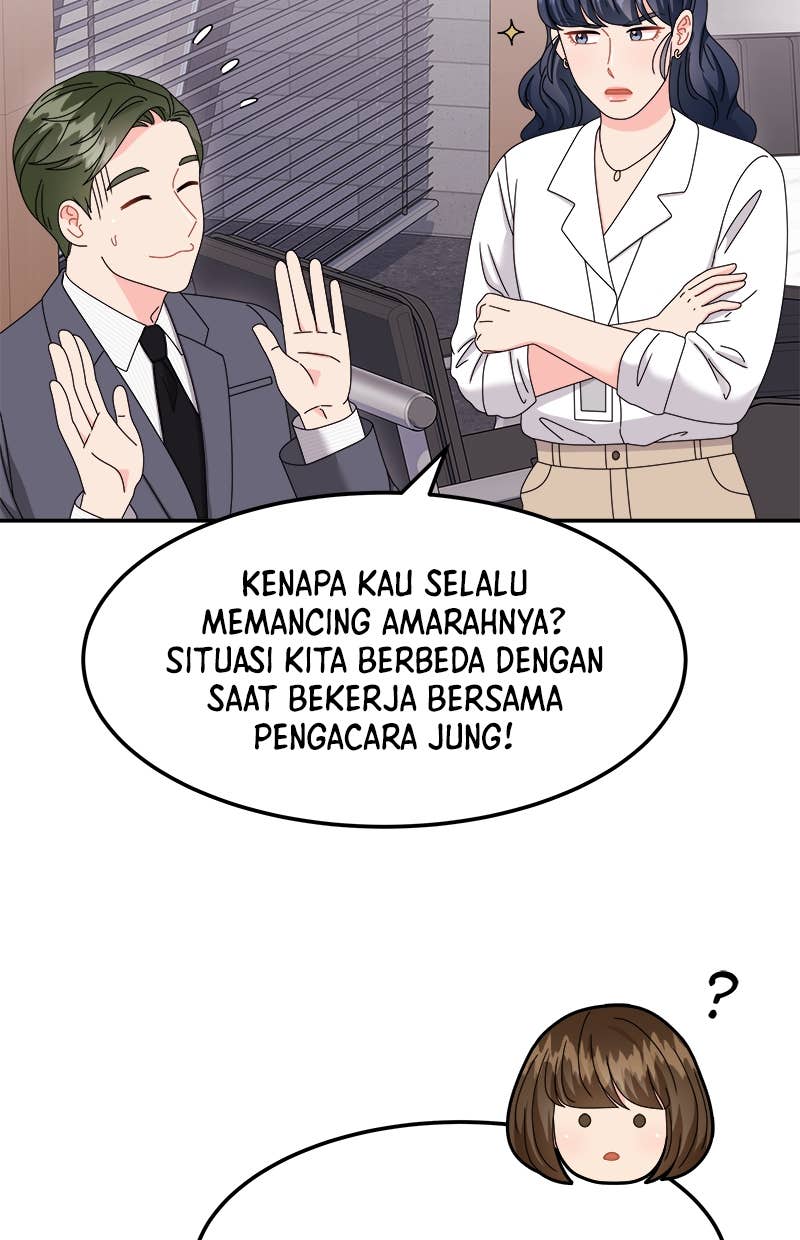 KENAPA KAU SELALU
MEMANCING AMARAHNYA?
SITUASI KITA BERBEDA DENGAN
SAAT BEKERJA BERSAMA
PENGACARA JUNG!
?